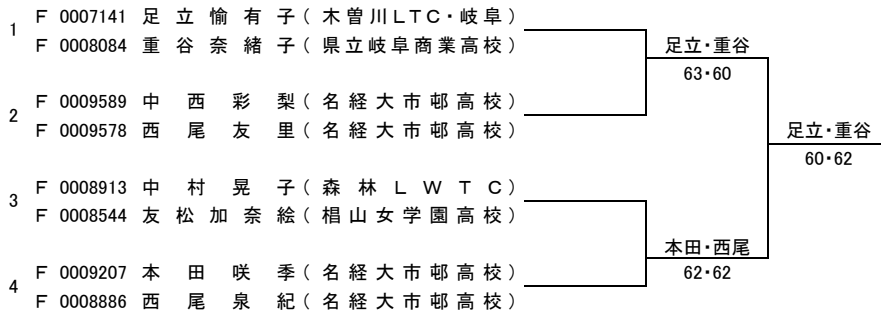 1
F 0007141 足立愉有子(木曽川LTC・岐阜)
F 0008084 重谷奈緒子(県立岐阜商業高校)
足立・重谷
63・60
2
F 0009589 中西彩梨(名経大市邨高校)
F 0009578 西尾友里(名経大市邨高校)
足立・重谷
60・62
3
F 0008913 中村晃子(森林LWTC)
F 0008544 友松加奈絵(椙山女学園高校)
本田・西尾
62・62
4
F 0009207 本田咲季(名経大市邨高校)
F 0008886 西尾泉紀(名経大市邨高校)